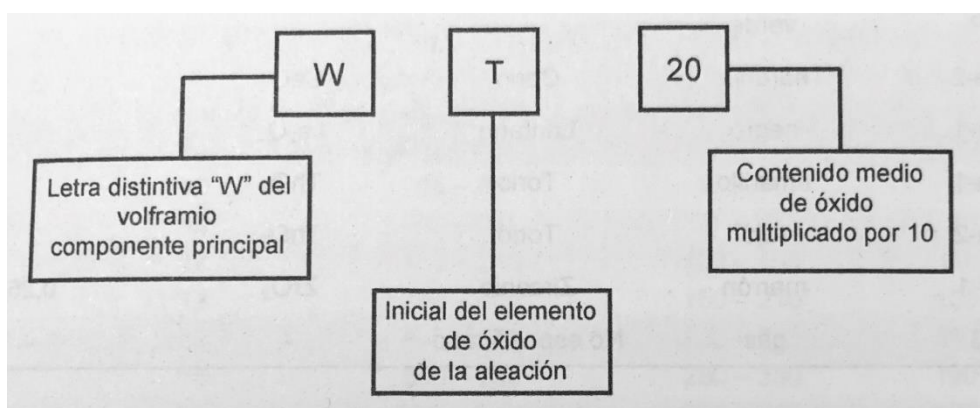 W
T
20
Letra distintiva “W” del
volframio
componente principal
Inicial del elemento
de óxido
de la aleación
Contenido medio
de óxido
multiplicado por 10